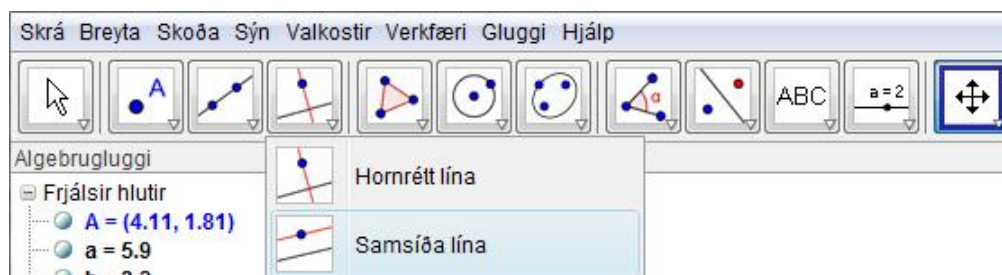 Skrá Breyta Skoða Sýn Valkostir Verkfæri Gluggi Hjálp
A α ABC a=2
Algebrugluggi
Frjálsir hlutir
A = (4.11, 1.81)
a = 5.9
Hornrétt lína
Samsíða lína